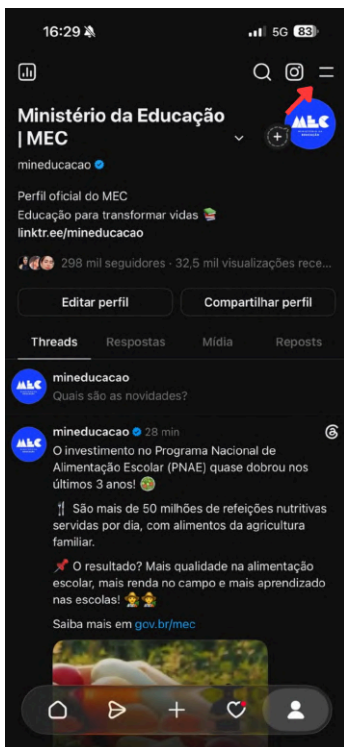 16:29
5G 83
Ministério da Educação
| MEC
MEC
mineducacao
Perfil oficial do MEC
Educação para transformar vidas
linktr.ee/mineducacao
298 mil seguidores · 32,5 mil visualizações rece...
Editar perfil
Compartilhar perfil
Threads
Respostas
Mídia
Reposts
MEC
mineducacao
Quais são as novidades?
MEC
mineducacao 28 min
O investimento no Programa Nacional de
Alimentação Escolar (PNAE) quase dobrou nos
últimos 3 anos!
São mais de 50 milhões de refeições nutritivas
servidas por dia, com alimentos da agricultura
familiar.
O resultado? Mais qualidade na alimentação
escolar, mais renda no campo e mais aprendizado
nas escolas!
Saiba mais em gov.br/mec